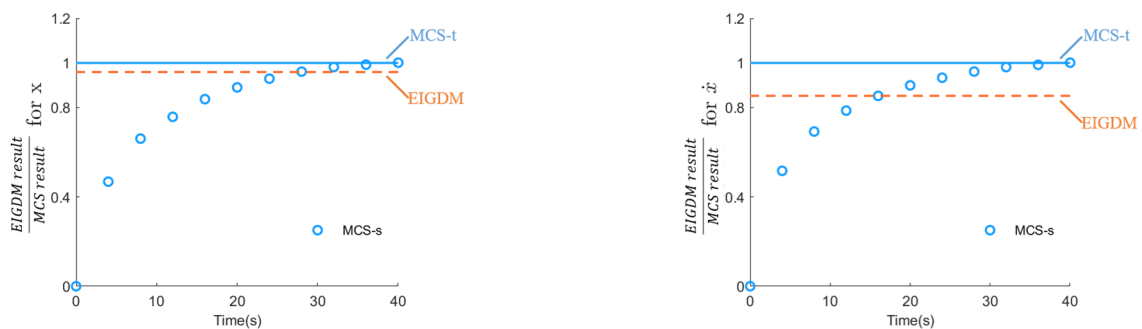 1.2
MCS-t
1
EIGDM
0.8
0.4
0
EIGDM result
MCS result
for x
MCS-s
0
10
20
30
40
Time(s)
1.2
MCS-t
1
0.8
EIGDM
0.4
0
EIGDM result
MCS result
for ẋ
MCS-s
0
10
20
30
40
Time(s)